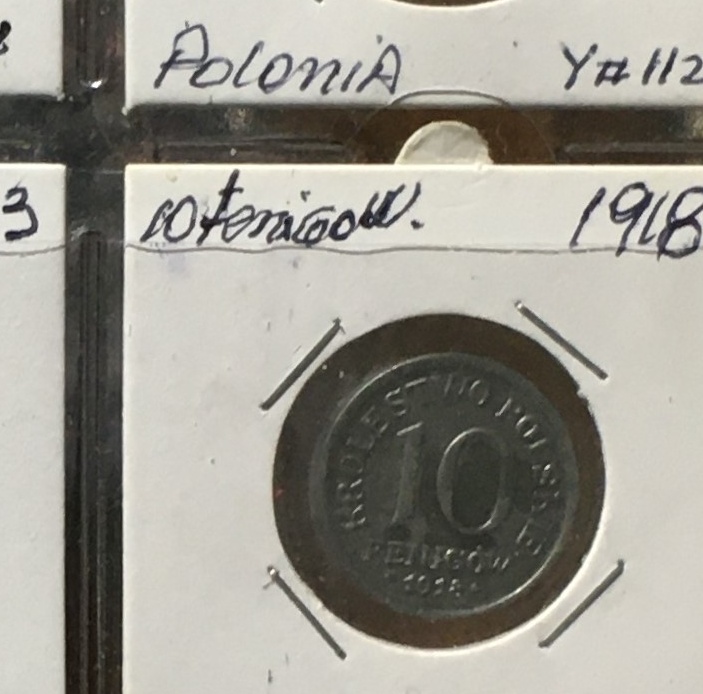 Polonia Y# 112
3
10 Fenigow. 1918
KRÓLESTWO POLSKIE
10
FENIGÓW
1918